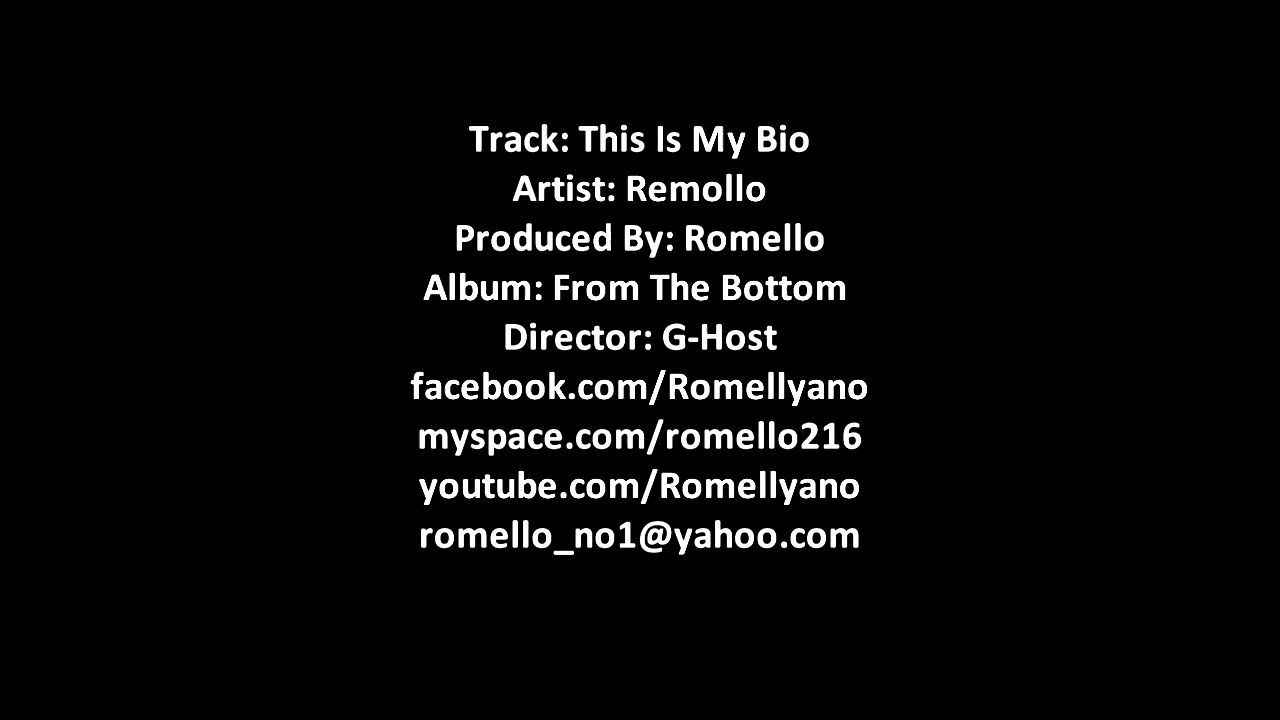 Track: This Is My Bio
Artist: Remollo
Produced By: Romello
Album: From The Bottom
Director: G-Host
facebook.com/Romellyano
myspace.com/romello216
youtube.com/Romellyano
romello_no1@yahoo.com